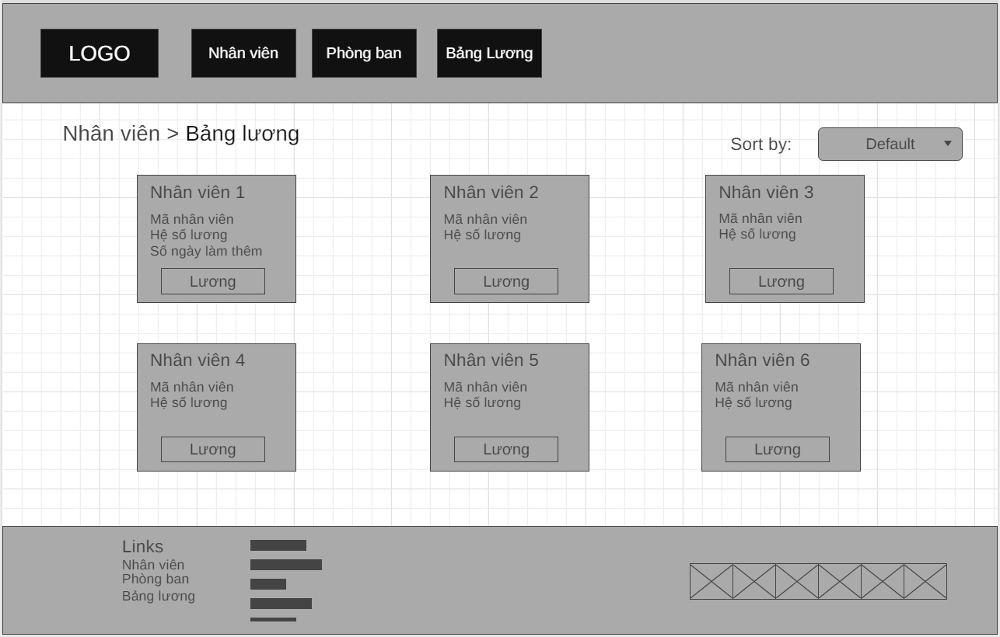 LOGO
Nhân viên
Phòng ban
Bảng Lương
Nhân viên > Bảng lương
Sort by:
Default
Nhân viên 1
Mã nhân viên
Hệ số lương
Số ngày làm thêm
Lương
Nhân viên 2
Mã nhân viên
Hệ số lương
Lương
Nhân viên 3
Mã nhân viên
Hệ số lương
Lương
Nhân viên 4
Mã nhân viên
Hệ số lương
Lương
Nhân viên 5
Mã nhân viên
Hệ số lương
Lương
Nhân viên 6
Mã nhân viên
Hệ số lương
Lương
Links
Nhân viên
Phòng ban
Bảng lương